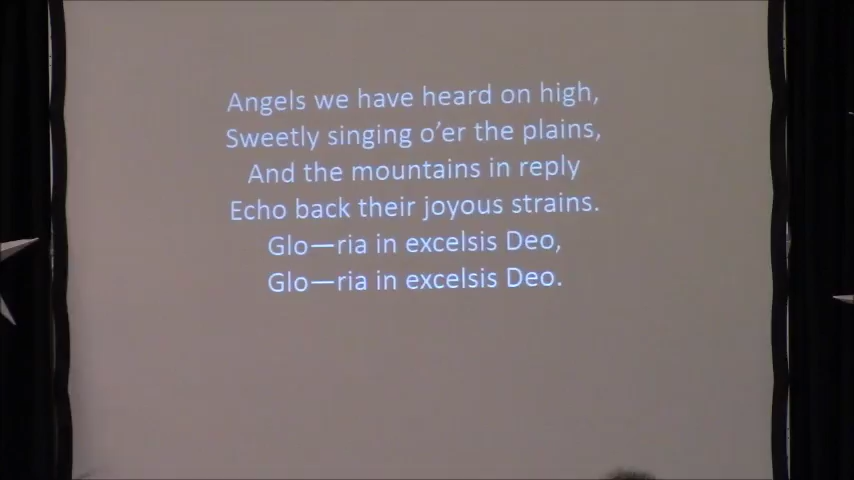 Angels we have heard on high,
Sweetly singing o’er the plains,
And the mountains in reply
Echo back their joyous strains.
Glo—ria in excelsis Deo,
Glo—ria in excelsis Deo.